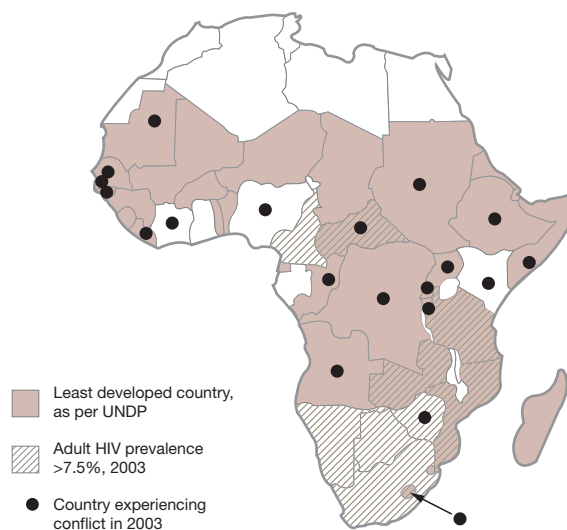 Least developed country,
as per UNDP
Adult HIV prevalence
>7.5%, 2003
Country experiencing
conflict in 2003